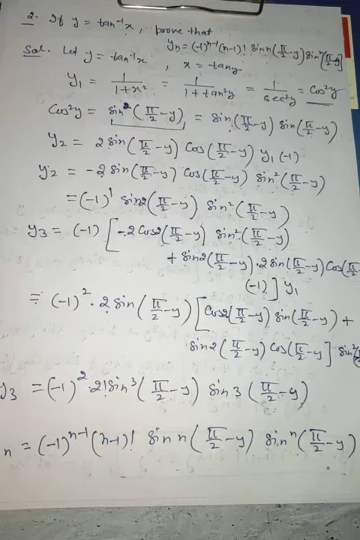 2. If y = tan⁻¹x, prove that
yn = (-1)ⁿ⁻¹(n-1)! sin n(π/2 - y) sinⁿ(π/2 - y)
Sol. Let y = tan⁻¹x , x = tan y
y₁ = 1/(1+x²) = 1/(1+tan²y) = 1/sec²y = cos²y
cos²y = sin²(π/2 - y) = sin(π/2 - y) sin(π/2 - y)
y₂ = 2 sin(π/2 - y) cos(π/2 - y) y₁ (-1)
y₂ = -2 sin(π/2 - y) cos(π/2 - y) sin²(π/2 - y)
= (-1)¹ sin2(π/2 - y) sin²(π/2 - y)
y₃ = (-1) [-2 cos2(π/2 - y) sin²(π/2 - y)
+ sin2(π/2 - y) · 2 sin(π/2 - y) cos(π/2
(-1)] y₁
= (-1)² · 2 sin(π/2 - y) [cos2(π/2 - y) sin(π/2 - y) +
sin2(π/2 - y) cos(π/2 - y] · sin²(π/2
y₃ = (-1)² · 2! sin³(π/2 - y) sin3(π/2 - y)
n = (-1)ⁿ⁻¹ (n-1)! sin n(π/2 - y) sinⁿ(π/2 - y)